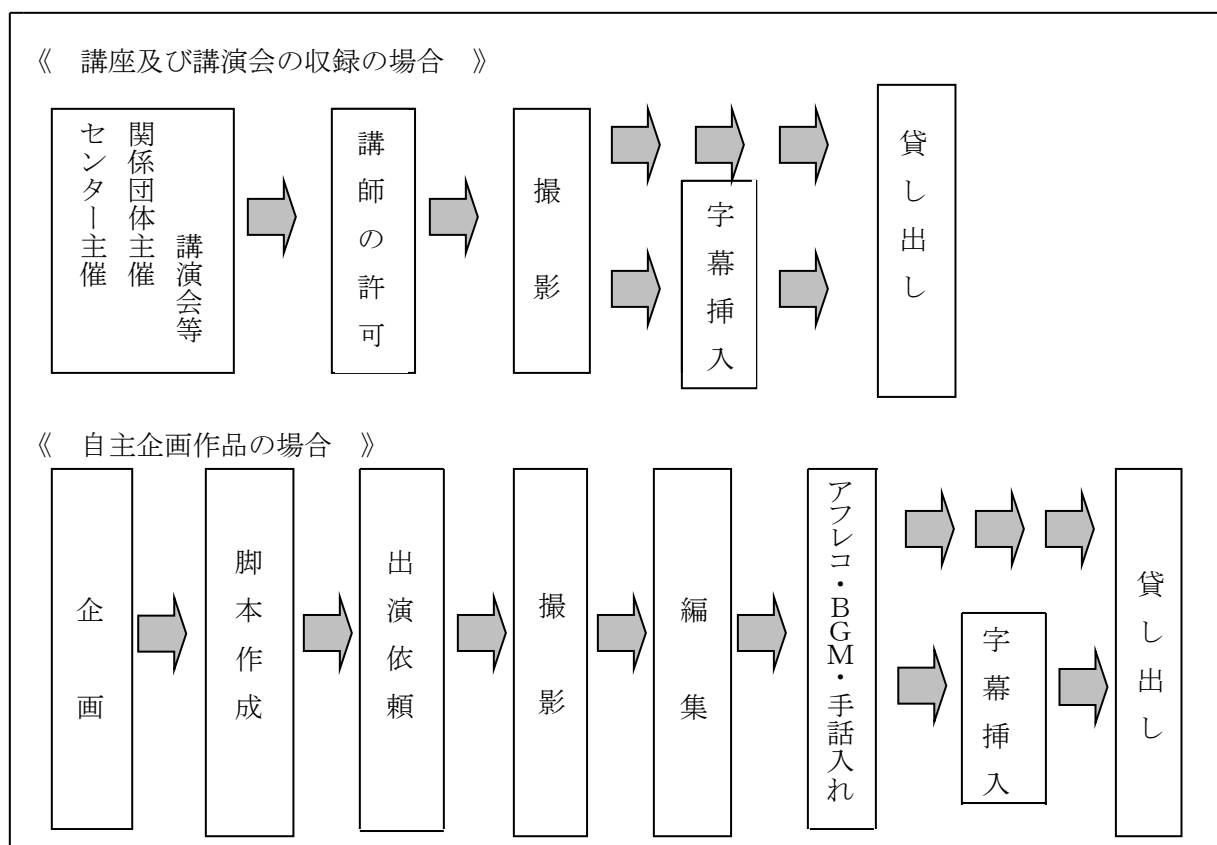 《　講座及び講演会の収録の場合　》
講演会等
関係団体主催
センター主催
講師の許可
撮影
字幕挿入
貸し出し
《　自主企画作品の場合　》
企画
脚本作成
出演依頼
撮影
編集
アフレコ・BGM・手話入れ
字幕挿入
貸し出し